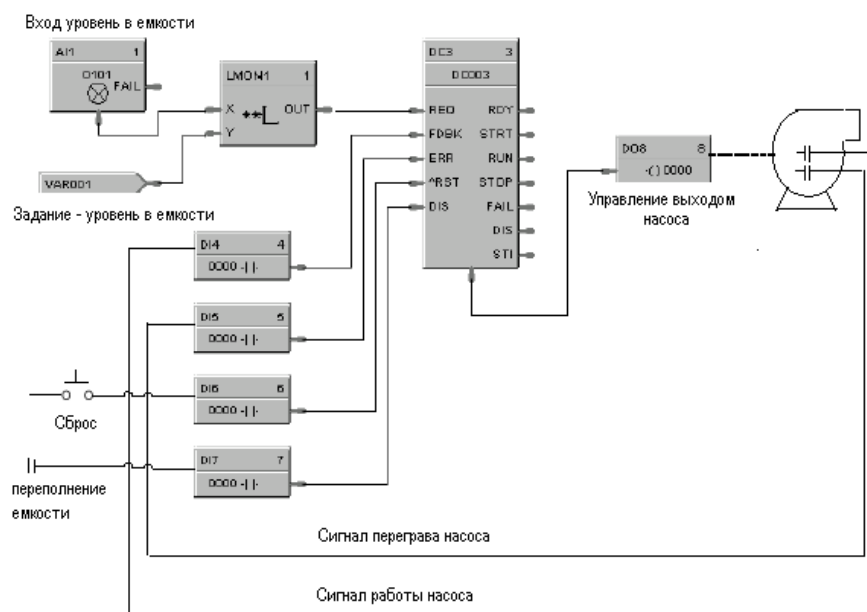 Вход уровень в емкости
AI1 1
0101
FAIL
LMON1 1
X OUT
**L
Y
VAR001
Задание - уровень в емкости
DC3 3
DC003
REQ RDY
FDBK STRT
ERR RUN
^RST STOP
DIS FAIL
DIS
STI
DO8 8
-( ) 0000
Управление выходом
насоса
DI4 4
0000 -| |-
DI5 5
0000 -| |-
DI6 6
0000 -| |-
Сброс
DI7 7
0000 -| |-
переполнение
емкости
Сигнал переграва насоса
Сигнал работы насоса